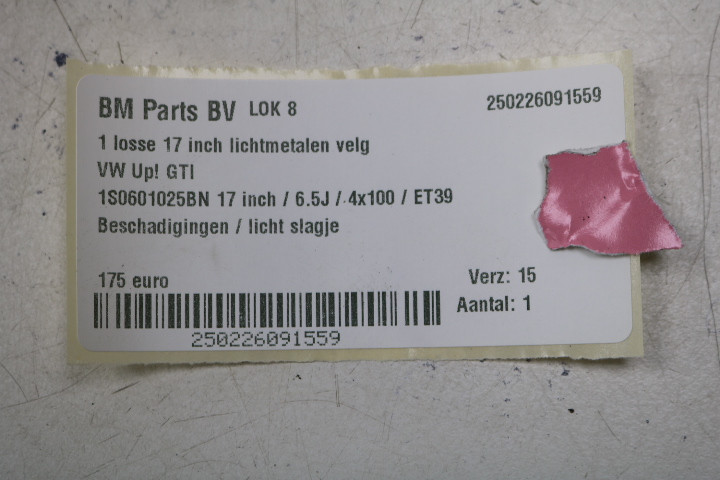 BM Parts BV LOK 8 250226091559
1 losse 17 inch lichtmetalen velg
VW Up! GTI
1S0601025BN 17 inch / 6.5J / 4x100 / ET39
Beschadigingen / licht slagje
175 euro Verz: 15
Aantal: 1
250226091559